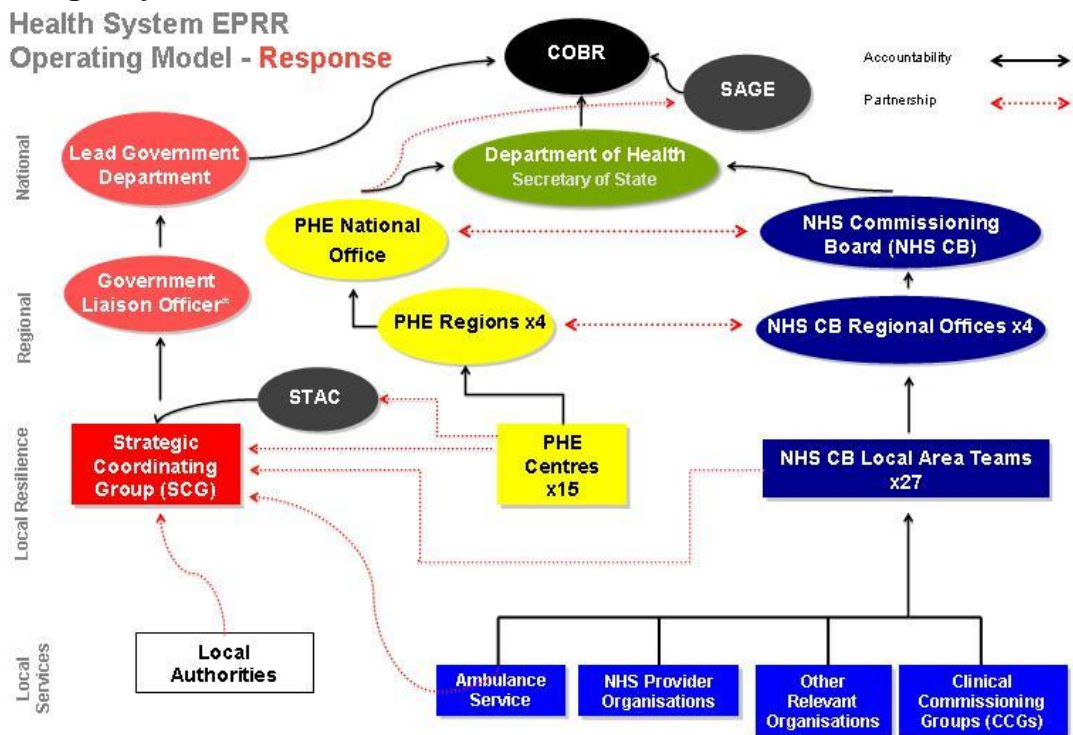 Health System EPRR
Operating Model - Response
COBR
SAGE
Accountability
Partnership
National
Lead Government
Department
Department of Health
Secretary of State
PHE National
Office
NHS Commissioning
Board (NHS CB)
Regional
Government
Liaison Officer*
PHE Regions x4
NHS CB Regional Offices x4
STAC
Local Resilience
Strategic
Coordinating
Group (SCG)
PHE
Centres
x15
NHS CB Local Area Teams
x27
Local
Services
Local
Authorities
Ambulance
Service
NHS Provider
Organisations
Other
Relevant
Organisations
Clinical
Commissioning
Groups (CCGs)